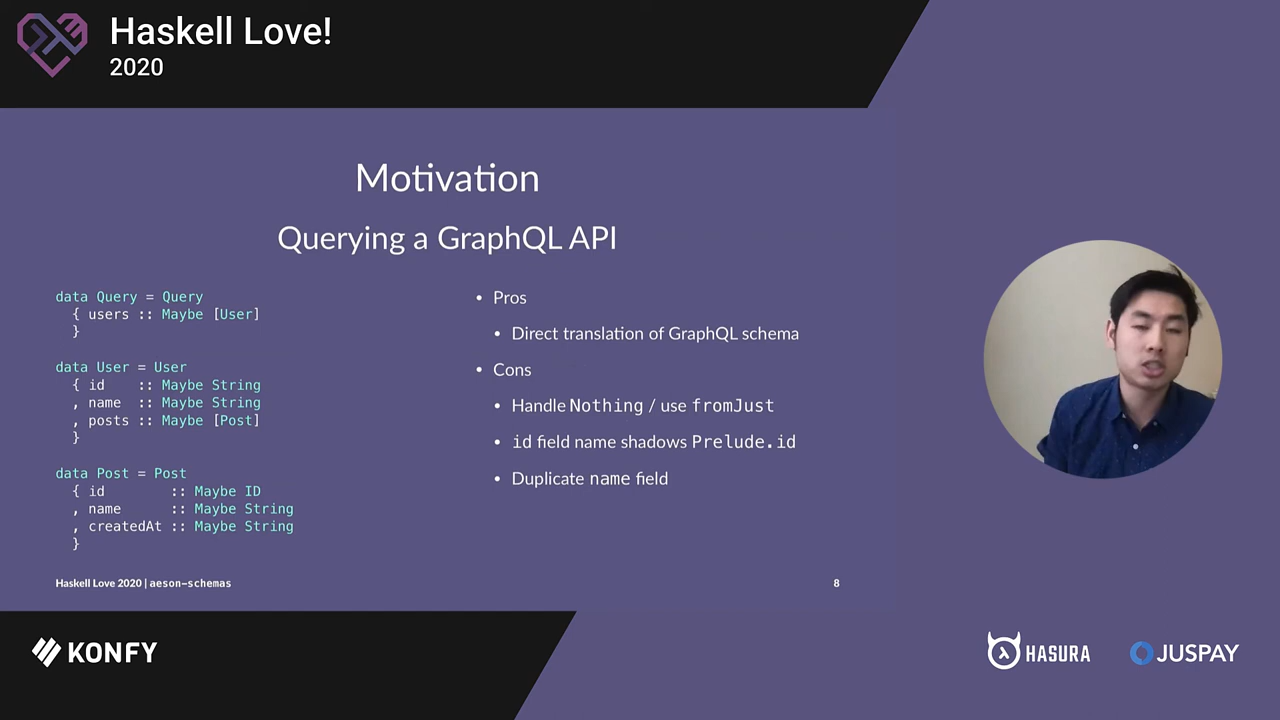 Haskell Love!
2020
Motivation
Querying a GraphQL API
data Query = Query
{ users :: Maybe [User]
}
data User = User
{ id    :: Maybe String
, name  :: Maybe String
, posts :: Maybe [Post]
}
data Post = Post
{ id        :: Maybe ID
, name      :: Maybe String
, createdAt :: Maybe String
}
• Pros
• Direct translation of GraphQL schema
• Cons
• Handle Nothing / use fromJust
• id field name shadows Prelude.id
• Duplicate name field
Haskell Love 2020 | aeson-schemas
8
KONFY
HASURA
JUSPAY